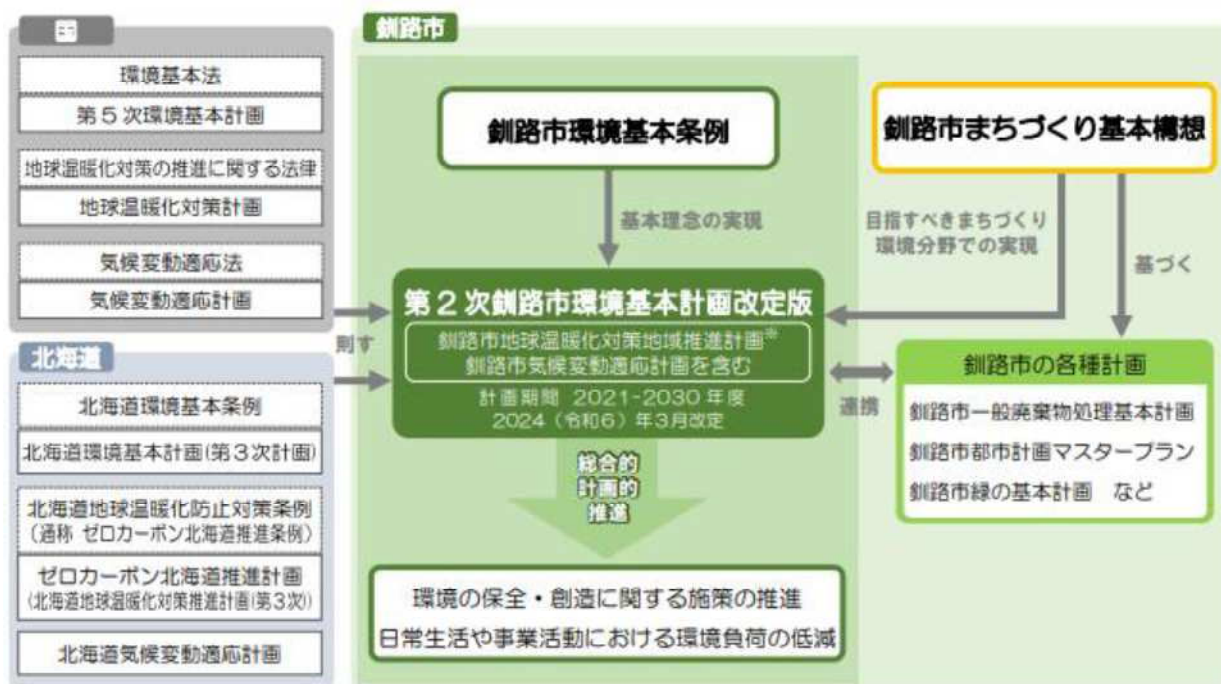 国
環境基本法
第5次環境基本計画
地球温暖化対策の推進に関する法律
地球温暖化対策計画
気候変動適応法
気候変動適応計画
北海道
北海道環境基本条例
北海道環境基本計画(第3次計画)
北海道地球温暖化防止対策条例
(通称 ゼロカーボン北海道推進条例)
ゼロカーボン北海道推進計画
(北海道地球温暖化対策推進計画(第3次))
北海道気候変動適応計画
則す
釧路市
釧路市環境基本条例
基本理念の実現
第2次釧路市環境基本計画改定版
釧路市地球温暖化対策地域推進計画※
釧路市気候変動適応計画を含む
計画期間 2021-2030年度
2024(令和6)年3月改定
総合的
計画的
推進
環境の保全・創造に関する施策の推進
日常生活や事業活動における環境負荷の低減
釧路市まちづくり基本構想
目指すべきまちづくり
環境分野での実現
基づく
連携
釧路市の各種計画
釧路市一般廃棄物処理基本計画
釧路市都市計画マスタープラン
釧路市緑の基本計画 など